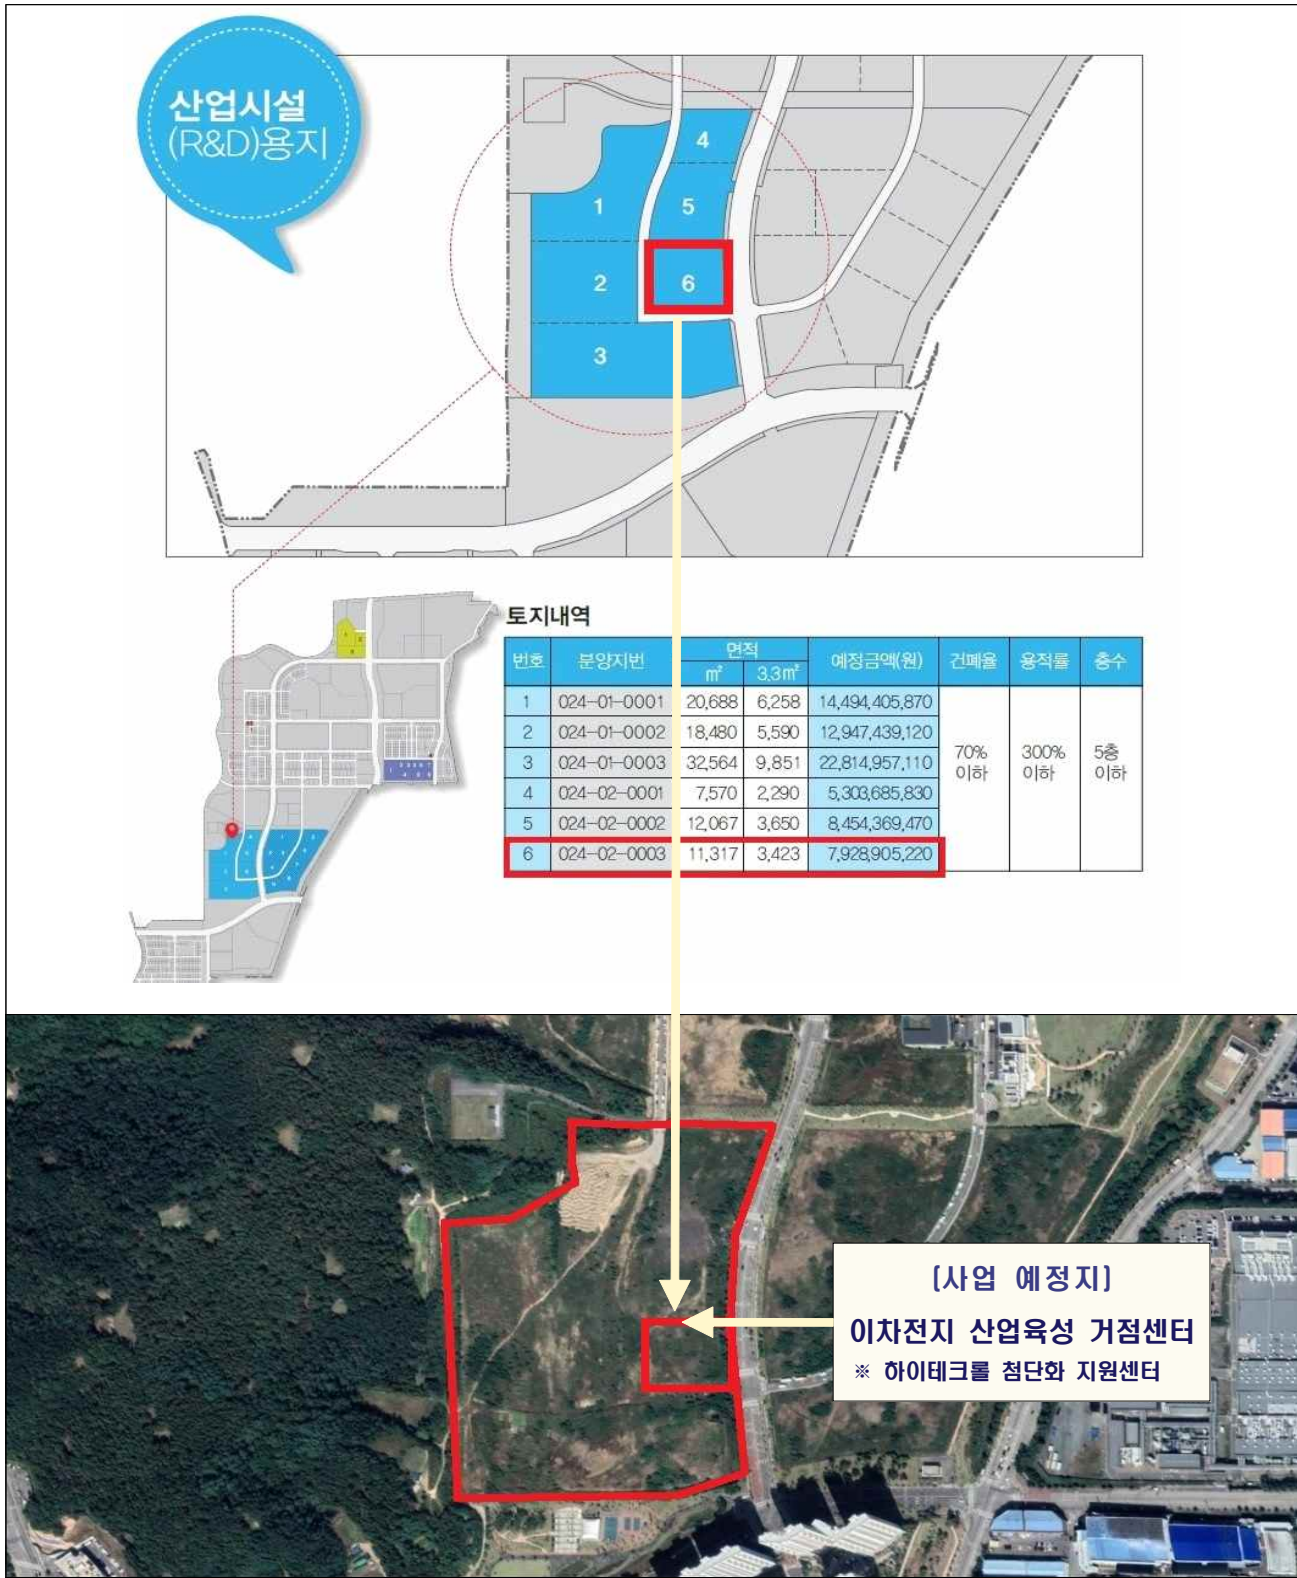 산업시설
(R&D)용지
4
1
5
2
6
3
토지내역
번호 분양지번 면적 예정금액(원) 건폐율 용적률 층수
㎡ 3.3㎡
1 024-01-0001 20,688 6,258 14,494,405,870
2 024-01-0002 18,480 5,590 12,947,439,120
3 024-01-0003 32,564 9,851 22,814,957,110
4 024-02-0001 7,570 2,290 5,303,685,830
5 024-02-0002 12,067 3,650 8,454,369,470
6 024-02-0003 11,317 3,423 7,928,905,220
70% 300% 5층
이하 이하 이하
[사업 예정지]
이차전지 산업육성 거점센터
※ 하이테크롤 첨단화 지원센터